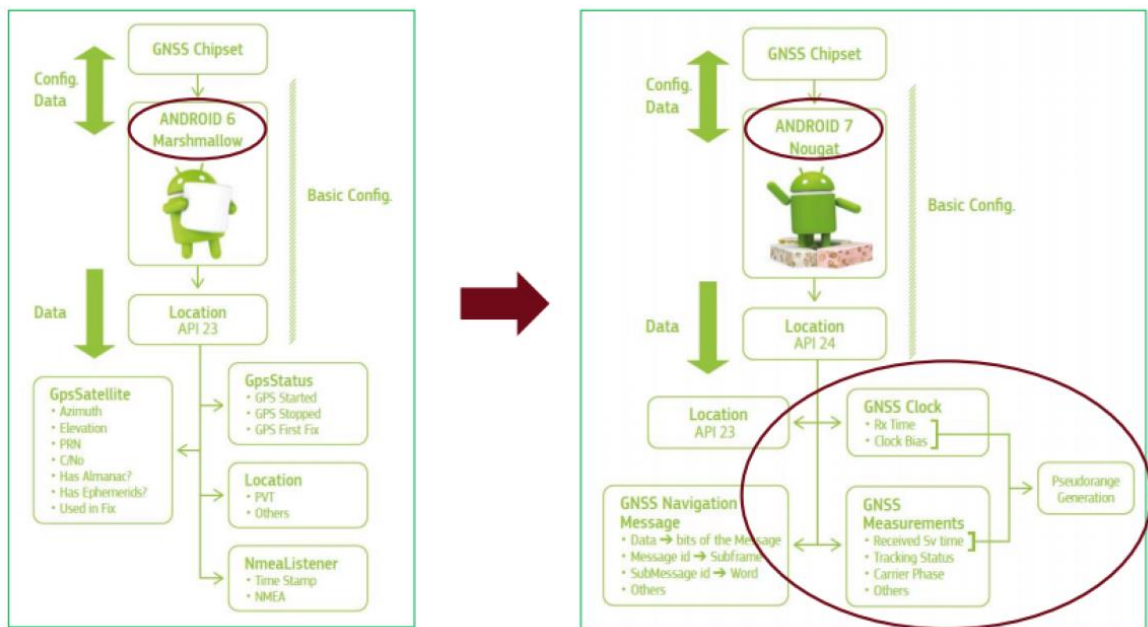 GNSS Chipset
Config.
Data
ANDROID 6
Marshmallow
Basic Config.
Data
Location
API 23
GpsSatellite
• Azimuth
• Elevation
• PRN
• C/No
• Has Almanac?
• Has Ephemerids?
• Used in Fix
GpsStatus
• GPS Started
• GPS Stopped
• GPS First Fix
Location
• PVT
• Others
NmeaListener
• Time Stamp
• NMEA
GNSS Chipset
Config.
Data
ANDROID 7
Nougat
Basic Config.
Data
Location
API 24
Location
API 23
GNSS Clock
• Rx Time
• Clock Bias
Pseudorange
Generation
GNSS Navigation
Message
• Data → bits of the Message
• Message id → Subframe
• SubMessage id → Word
• Others
GNSS
Measurements
• Received Sv time
• Tracking Status
• Carrier Phase
• Others